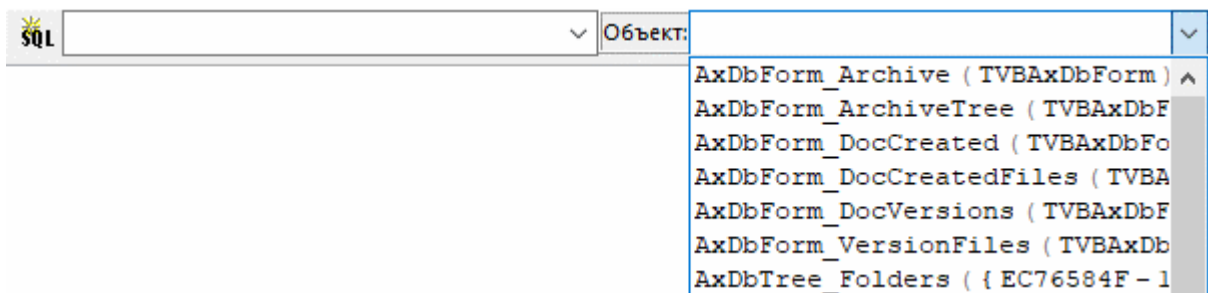 SQL Объект:
AxDbForm_Archive (TVBAxDbForm)
AxDbForm_ArchiveTree (TVBAxDbF
AxDbForm_DocCreated (TVBAxDbFo
AxDbForm_DocCreatedFiles (TVBA
AxDbForm_DocVersions (TVBAxDbF
AxDbForm_VersionFiles (TVBAxDb
AxDbTree_Folders ({EC76584F-1